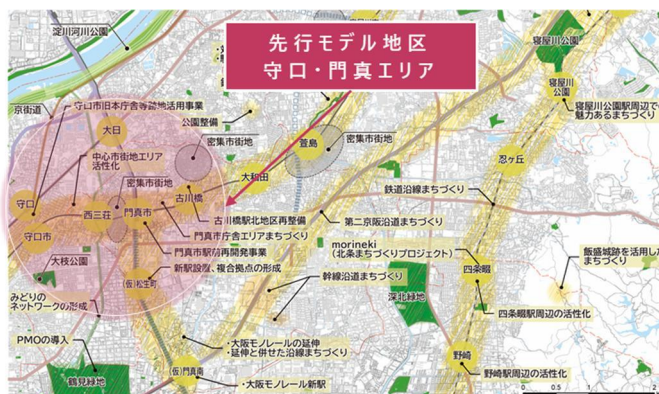 先行モデル地区
守口・門真エリア
淀川河川公園
京街道
守口市旧本庁舎等跡地活用事業
大日
中心市街地エリア
活性化
密集市街地
公園整備
密集市街地
萱島
密集市街地
大和田
古川橋
守口
西三荘
門真市
守口市
古川橋駅北地区再整備
門真市庁舎エリアまちづくり
門真市駅前再開発事業
新駅設置、複合拠点の形成
大枝公園
(仮)松生町
みどりの
ネットワークの形成
PMOの導入
鶴見緑地
・大阪モノレールの延伸
・延伸と併せた沿線まちづくり
(仮)門真南
・大阪モノレール新駅
第二京阪沿道まちづくり
幹線沿道まちづくり
鉄道沿線まちづくり
morineki
(北条まちづくりプロジェクト)
深北緑地
寝屋川公園
寝屋川
公園
寝屋川公園駅周辺で
魅力あるまちづくり
忍ヶ丘
四条畷
飯盛城跡を活用した
まちづくり
四条畷駅周辺の活性化
野崎
野崎駅周辺の活性化
0 0.5 1 2